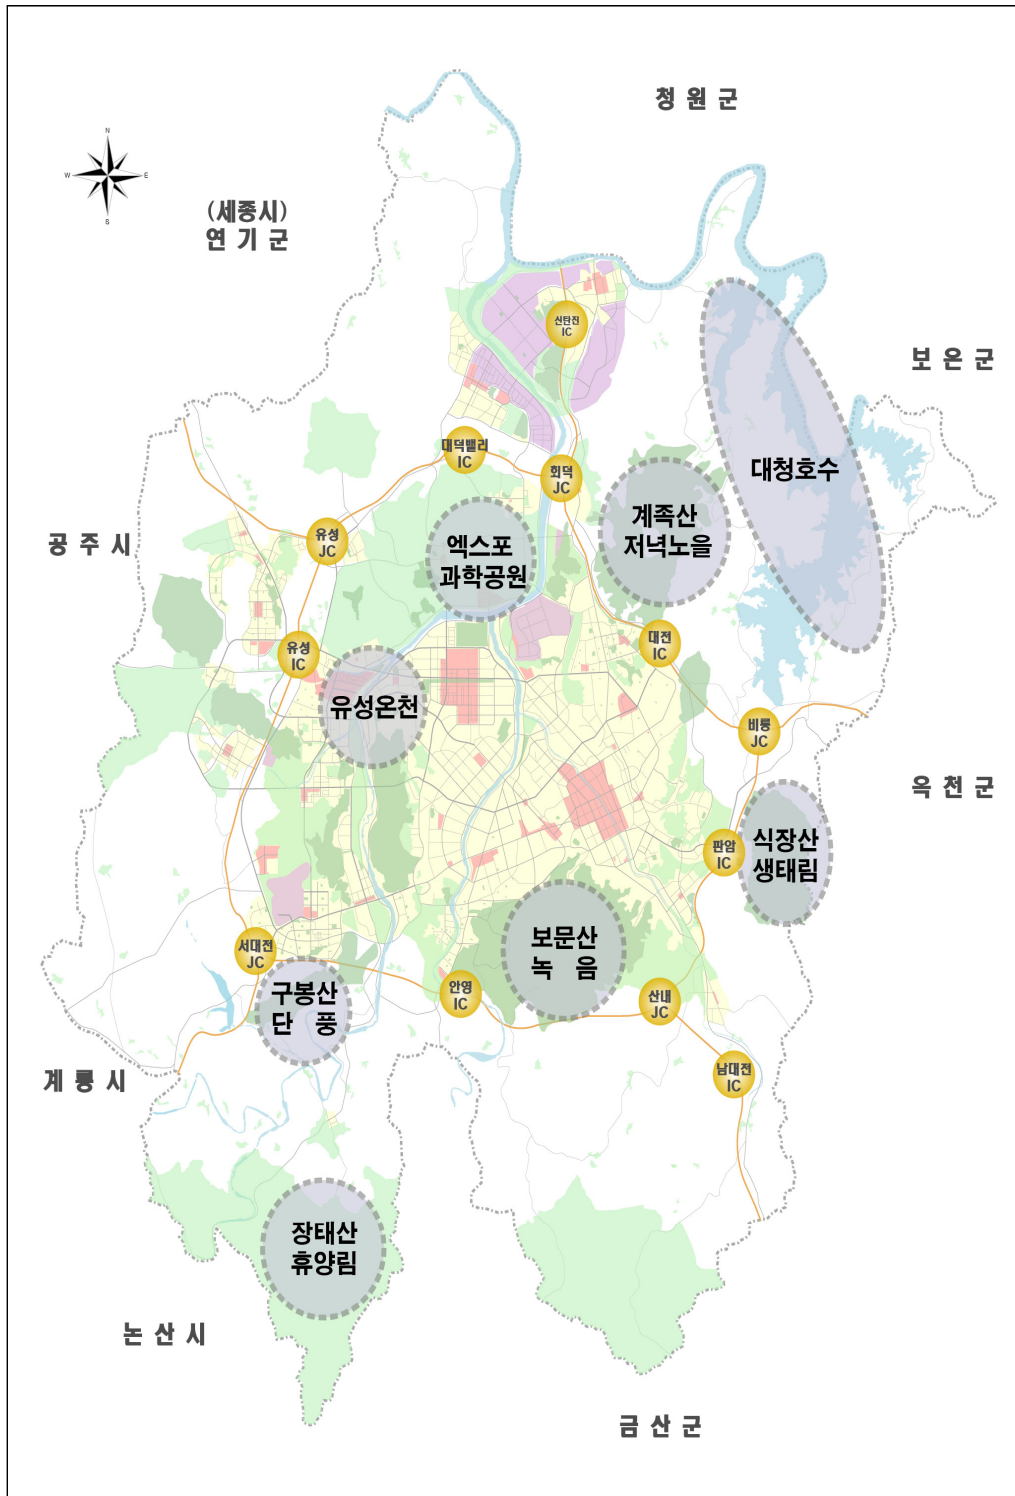 청 원 군
N
W
E
S
(세종시)
연 기 군
신탄진
IC
보 은 군
대덕밸리
IC
회덕
JC
대청호수
계족산
저녁노을
유성
JC
공 주 시
엑스포
과학공원
대전
IC
유성
IC
유성온천
비룡
JC
옥 천 군
판암
IC
식장산
생태림
보문산
녹 음
서대전
JC
안영
IC
구봉산
단 풍
산내
JC
남대전
IC
계 룡 시
장태산
휴양림
논 산 시
금 산 군